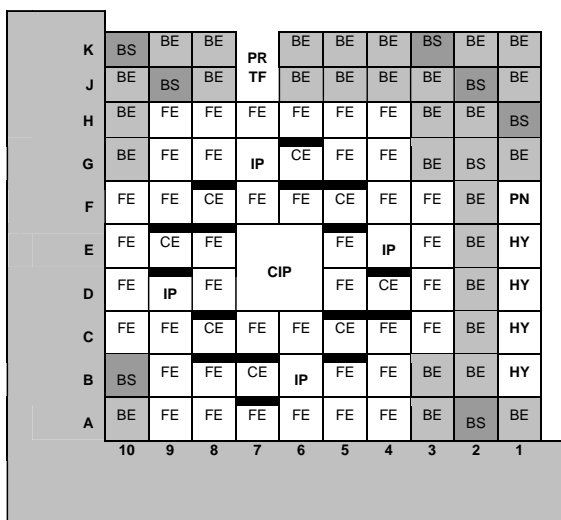 K BS BE BE PR BE BE BE BS BE BE
J BE BS BE TF BE BE BE BE BS BE
H BE FE FE FE FE FE FE BE BE BS
G BE FE FE IP CE FE FE BE BS BE
F FE FE CE FE FE CE FE FE BE PN
E FE CE FE FE IP FE BE HY
CIP
D FE IP FE FE CE FE BE HY
C FE FE CE FE FE CE FE FE BE HY
B BS FE FE CE IP FE FE BE BE HY
A BE FE FE FE FE FE FE BE BS BE
10 9 8 7 6 5 4 3 2 1